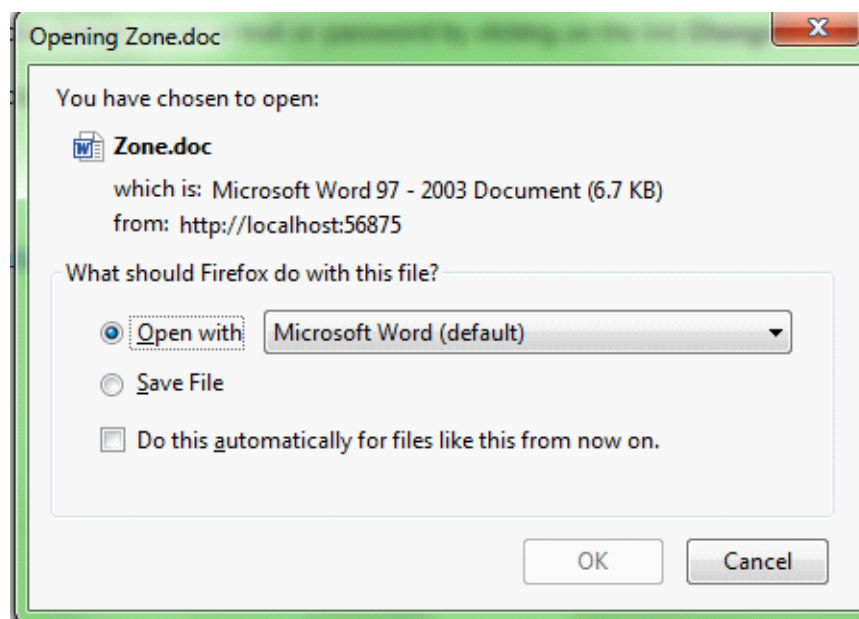 Opening Zone.doc
You have chosen to open:
Zone.doc
which is: Microsoft Word 97 - 2003 Document (6.7 KB)
from: http://localhost:56875
What should Firefox do with this file?
Open with Microsoft Word (default)
Save File
Do this automatically for files like this from now on.
OK Cancel